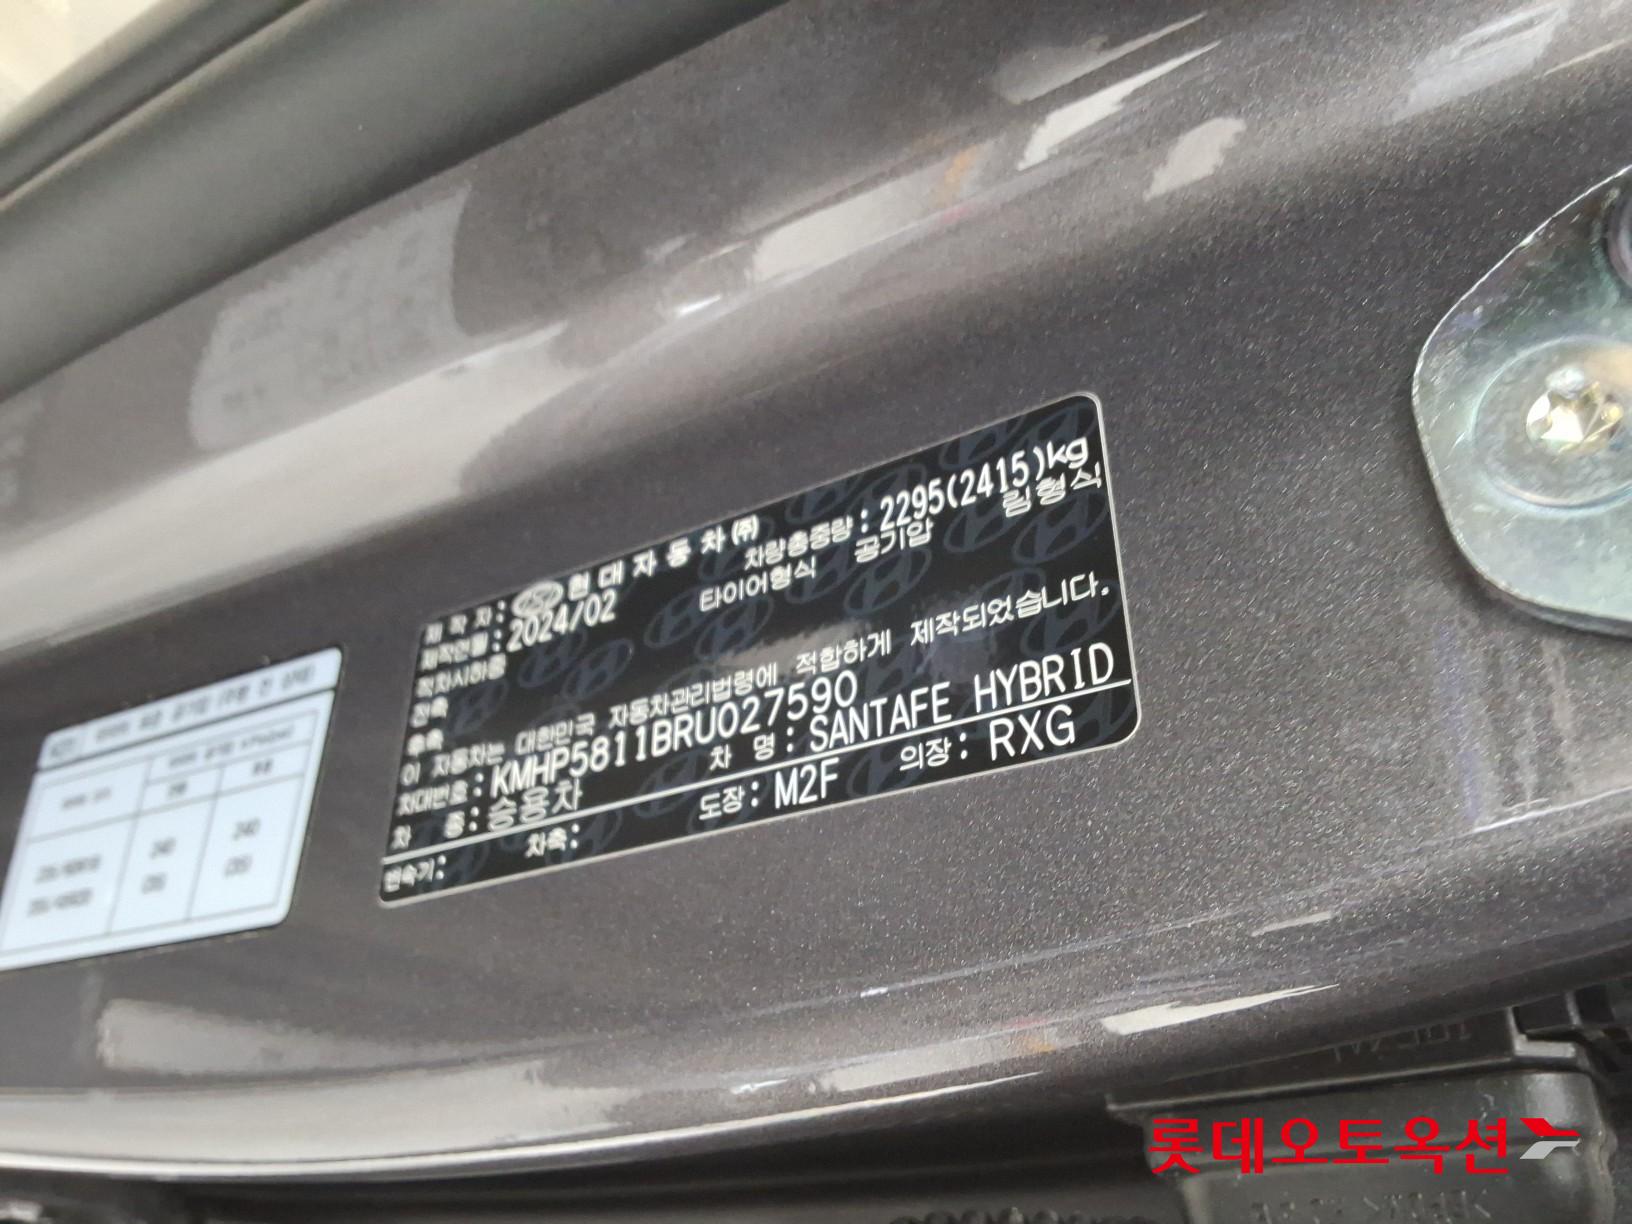 제 작 자 : 현 대 자 동 차 ㈜
제작연월 : 2024/02 차량총중량 : 2295(2415)kg
적차시하중 타이어형식 공기압 림형식
전축
후축
이 자동차는 대한민국 자동차관리법령에 적합하게 제작되었습니다.
차대번호 : KMHP5811BRU027590
차 종 : 승용차 차 명 : SANTAFE HYBRID
변속기 : 차축 : 도장 : M2F 의장 : RXG
240 240
롯데오토옥션